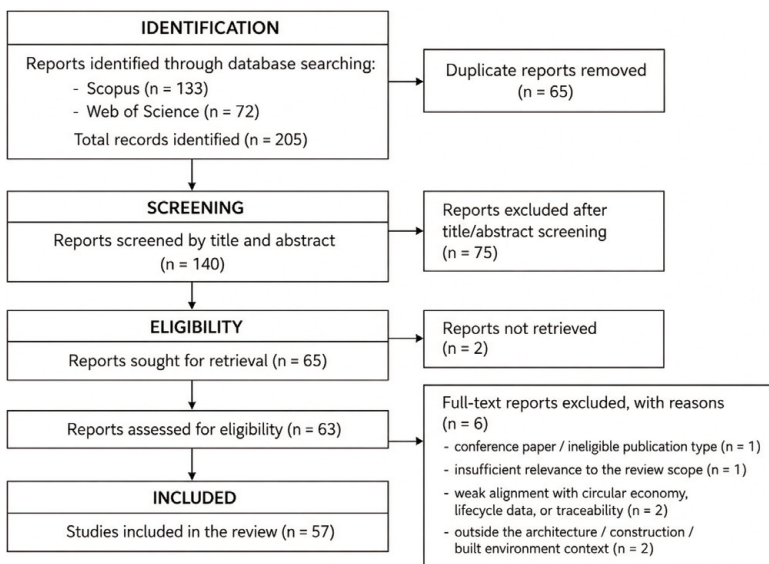 IDENTIFICATION
Reports identified through database searching:
- Scopus (n = 133)
- Web of Science (n = 72)
Total records identified (n = 205)
Duplicate reports removed
(n = 65)
SCREENING
Reports screened by title and abstract
(n = 140)
Reports excluded after
title/abstract screening
(n = 75)
ELIGIBILITY
Reports sought for retrieval (n = 65)
Reports not retrieved
(n = 2)
Reports assessed for eligibility (n = 63)
Full-text reports excluded, with reasons
(n = 6)
- conference paper / ineligible publication type (n = 1)
- insufficient relevance to the review scope (n = 1)
- weak alignment with circular economy,
lifecycle data, or traceability (n = 2)
- outside the architecture / construction /
built environment context (n = 2)
INCLUDED
Studies included in the review (n = 57)